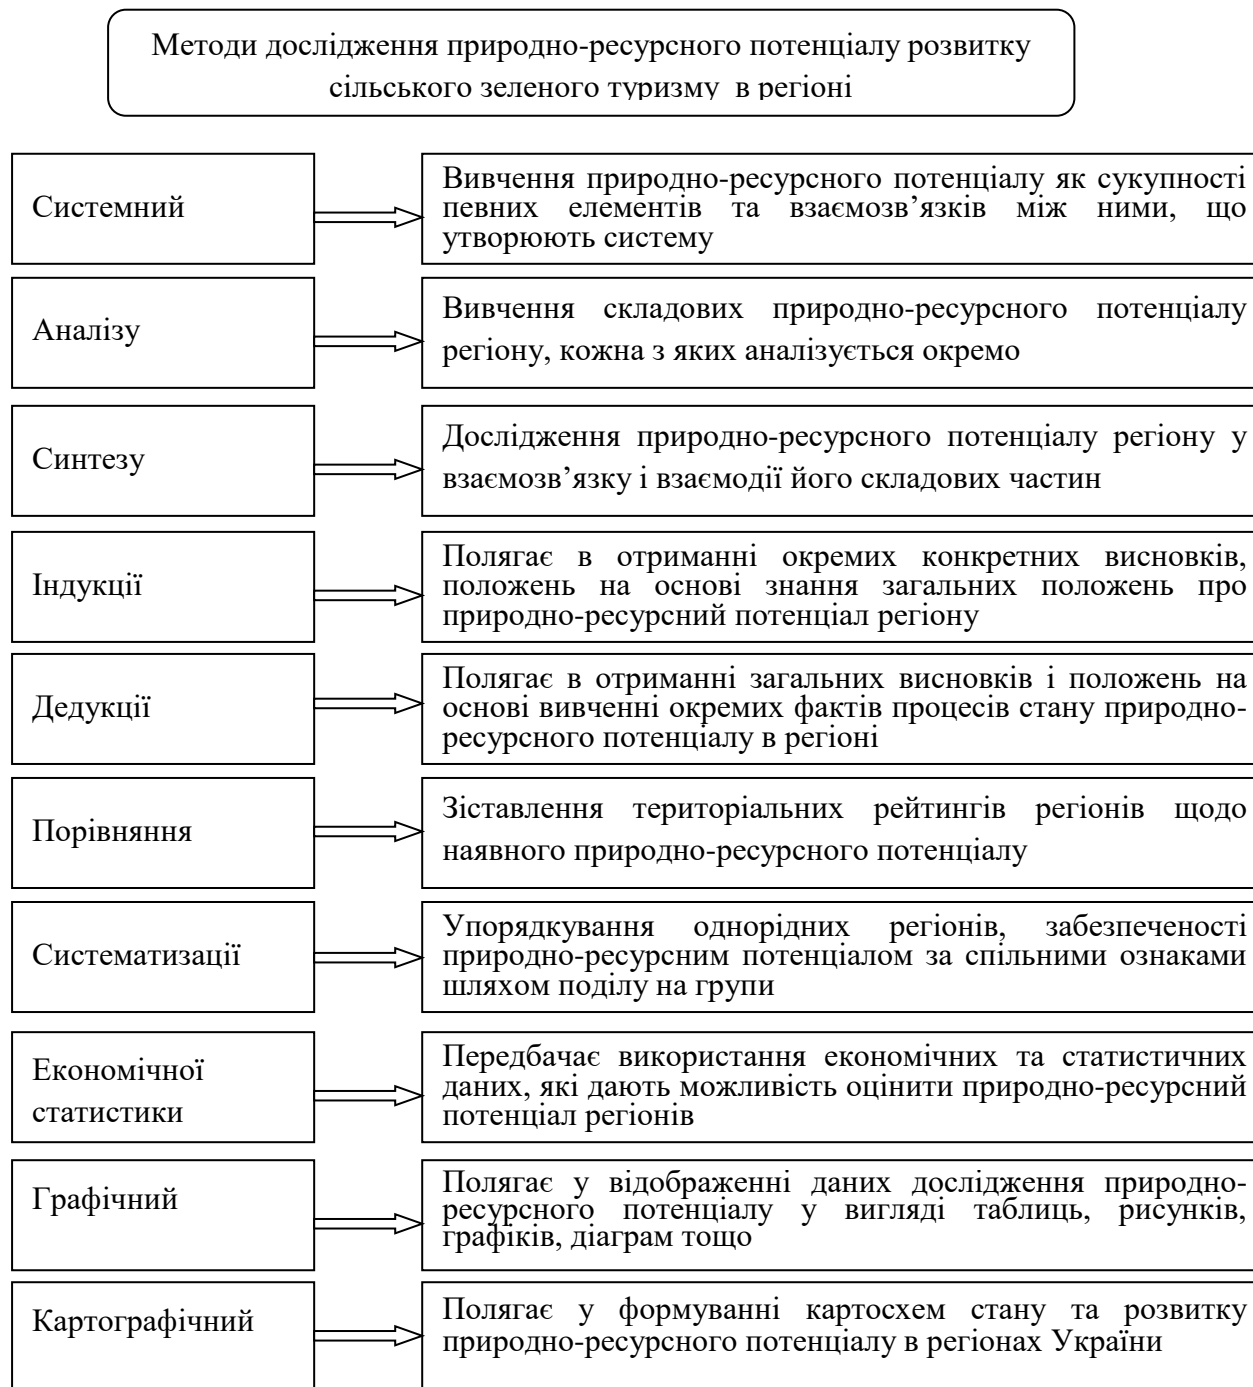 Методи дослідження природно-ресурсного потенціалу розвитку
сільського зеленого туризму в регіоні
Системний
Вивчення природно-ресурсного потенціалу як сукупності
певних елементів та взаємозв’язків між ними, що
утворюють систему
Аналізу
Вивчення складових природно-ресурсного потенціалу
регіону, кожна з яких аналізується окремо
Синтезу
Дослідження природно-ресурсного потенціалу регіону у
взаємозв’язку і взаємодії його складових частин
Індукції
Полягає в отриманні окремих конкретних висновків,
положень на основі знання загальних положень про
природно-ресурсний потенціал регіону
Дедукції
Полягає в отриманні загальних висновків і положень на
основі вивченні окремих фактів процесів стану природно-
ресурсного потенціалу в регіоні
Порівняння
Зіставлення територіальних рейтингів регіонів щодо
наявного природно-ресурсного потенціалу
Систематизації
Упорядкування однорідних регіонів, забезпеченості
природно-ресурсним потенціалом за спільними ознаками
шляхом поділу на групи
Економічної
статистики
Передбачає використання економічних та статистичних
даних, які дають можливість оцінити природно-ресурсний
потенціал регіонів
Графічний
Полягає у відображенні даних дослідження природно-
ресурсного потенціалу у вигляді таблиць, рисунків,
графіків, діаграм тощо
Картографічний
Полягає у формуванні картосхем стану та розвитку
природно-ресурсного потенціалу в регіонах України